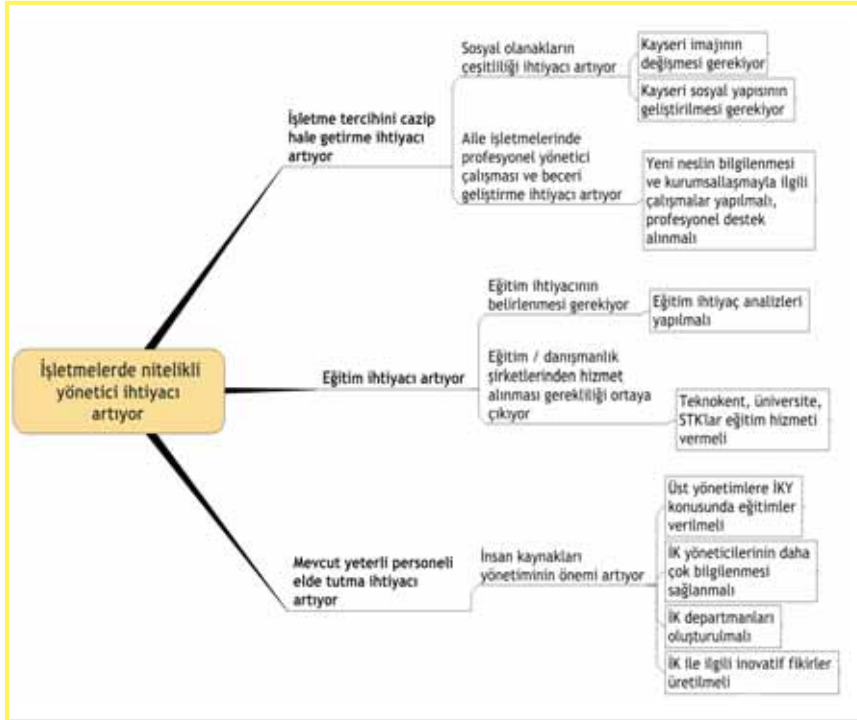 Sosyal olanakların
çeşitliliği ihtiyacı artıyor
Kayseri imajının
değişmesi gerekiyor
Kayseri sosyal yapısının
geliştirilmesi gerekiyor
İşletme tercihini cazip
hale getirme ihtiyacı
artıyor
Aile işletmelerinde
profesyonel yönetici
çalışması ve beceri
geliştirme ihtiyacı artıyor
Yeni neslin bilgilenmesi
ve kurumsallaşmayla ilgili
çalışmalar yapılmalı,
profesyonel destek
alınmalı
İşletmelerde nitelikli
yönetici ihtiyacı
artıyor
Eğitim ihtiyacı artıyor
Eğitim ihtiyacının
belirlenmesi gerekiyor
Eğitim ihtiyaç analizleri
yapılmalı
Eğitim / danışmanlık
şirketlerinden hizmet
alınması gerekliliği ortaya
çıkıyor
Teknokent, üniversite,
STK'lar eğitim hizmeti
vermeli
Mevcut yeterli personeli
elde tutma ihtiyacı
artıyor
İnsan kaynakları
yönetiminin önemi artıyor
Üst yönetimlere İKY
konusunda eğitimler
verilmeli
İK yöneticilerinin daha
çok bilgilenmesi
sağlanmalı
İK departmanları
oluşturulmalı
İK ile ilgili inovatif fikirler
üretilmeli